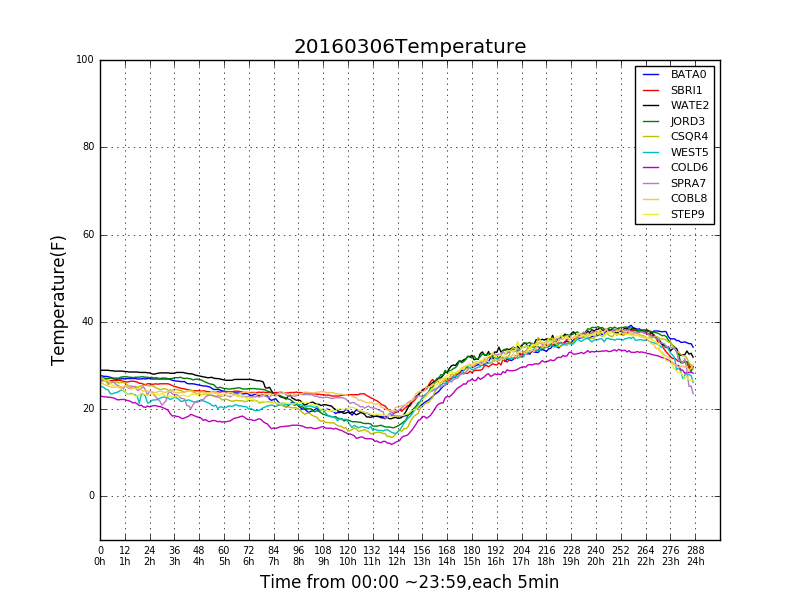 20160306Temperature
100
80
60
40
20
0
Temperature(F)
BATA0
SBRI1
WATE2
JORD3
CSQR4
WEST5
COLD6
SPRA7
COBL8
STEP9
0 12 24 36 48 60 72 84 96 108 120 132 144 156 168 180 192 204 216 228 240 252 264 276 288
0h 1h 2h 3h 4h 5h 6h 7h 8h 9h 10h 11h 12h 13h 14h 15h 16h 17h 18h 19h 20h 21h 22h 23h 24h
Time from 00:00 ~23:59,each 5min